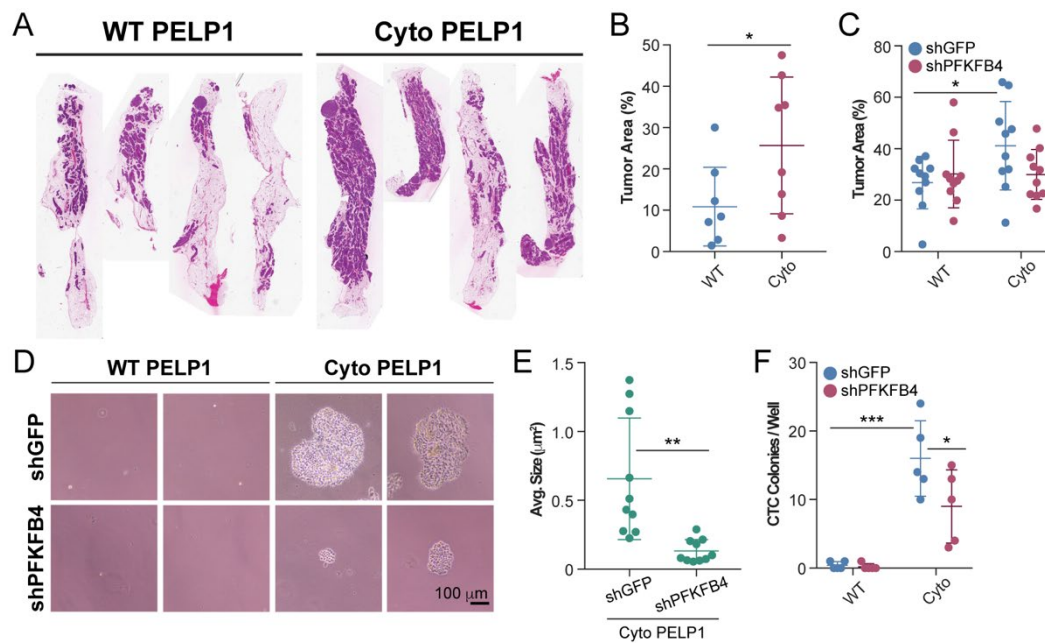 A
WT PELP1
Cyto PELP1
B
Tumor Area (%)
50
40
30
20
10
0
*
WT
Cyto
C
shGFP
shPFKFB4
Tumor Area (%)
80
60
40
20
0
*
WT
Cyto
D
WT PELP1
Cyto PELP1
shGFP
shPFKFB4
100 μm
E
Avg. Size (μm²)
1.5
1.0
0.5
0
**
shGFP
shPFKFB4
Cyto PELP1
F
shGFP
shPFKFB4
CTC Colonies / Well
30
20
10
0
***
*
WT
Cyto